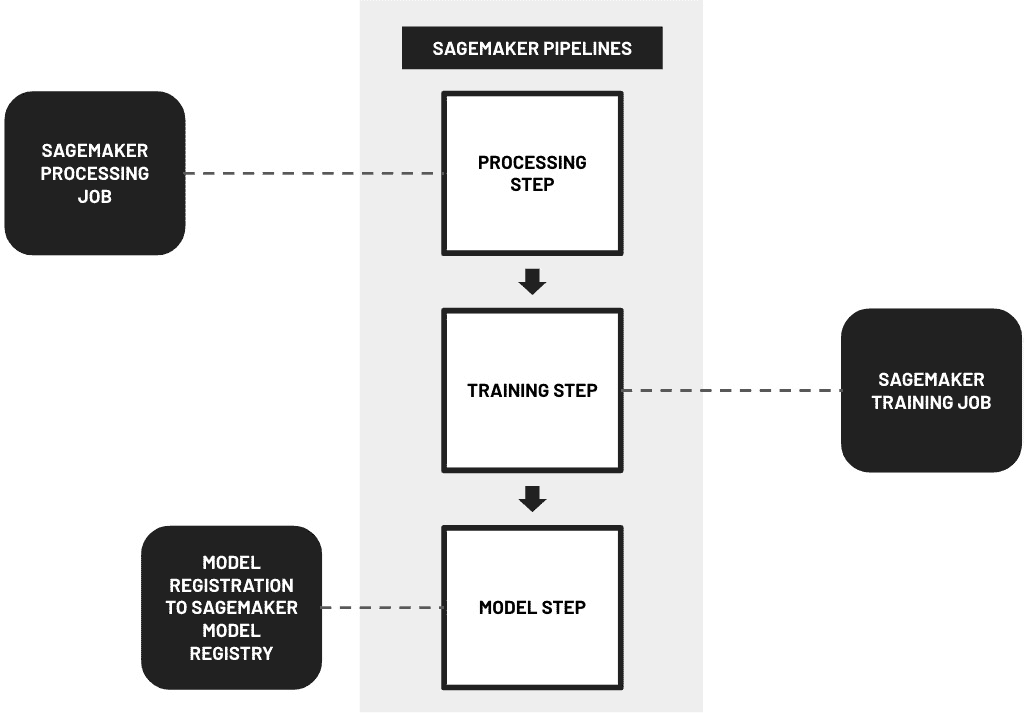 SAGEMAKER PIPELINES
SAGEMAKER
PROCESSING
JOB
PROCESSING
STEP
TRAINING STEP
SAGEMAKER
TRAINING JOB
MODEL
REGISTRATION
TO SAGEMAKER
MODEL
REGISTRY
MODEL STEP